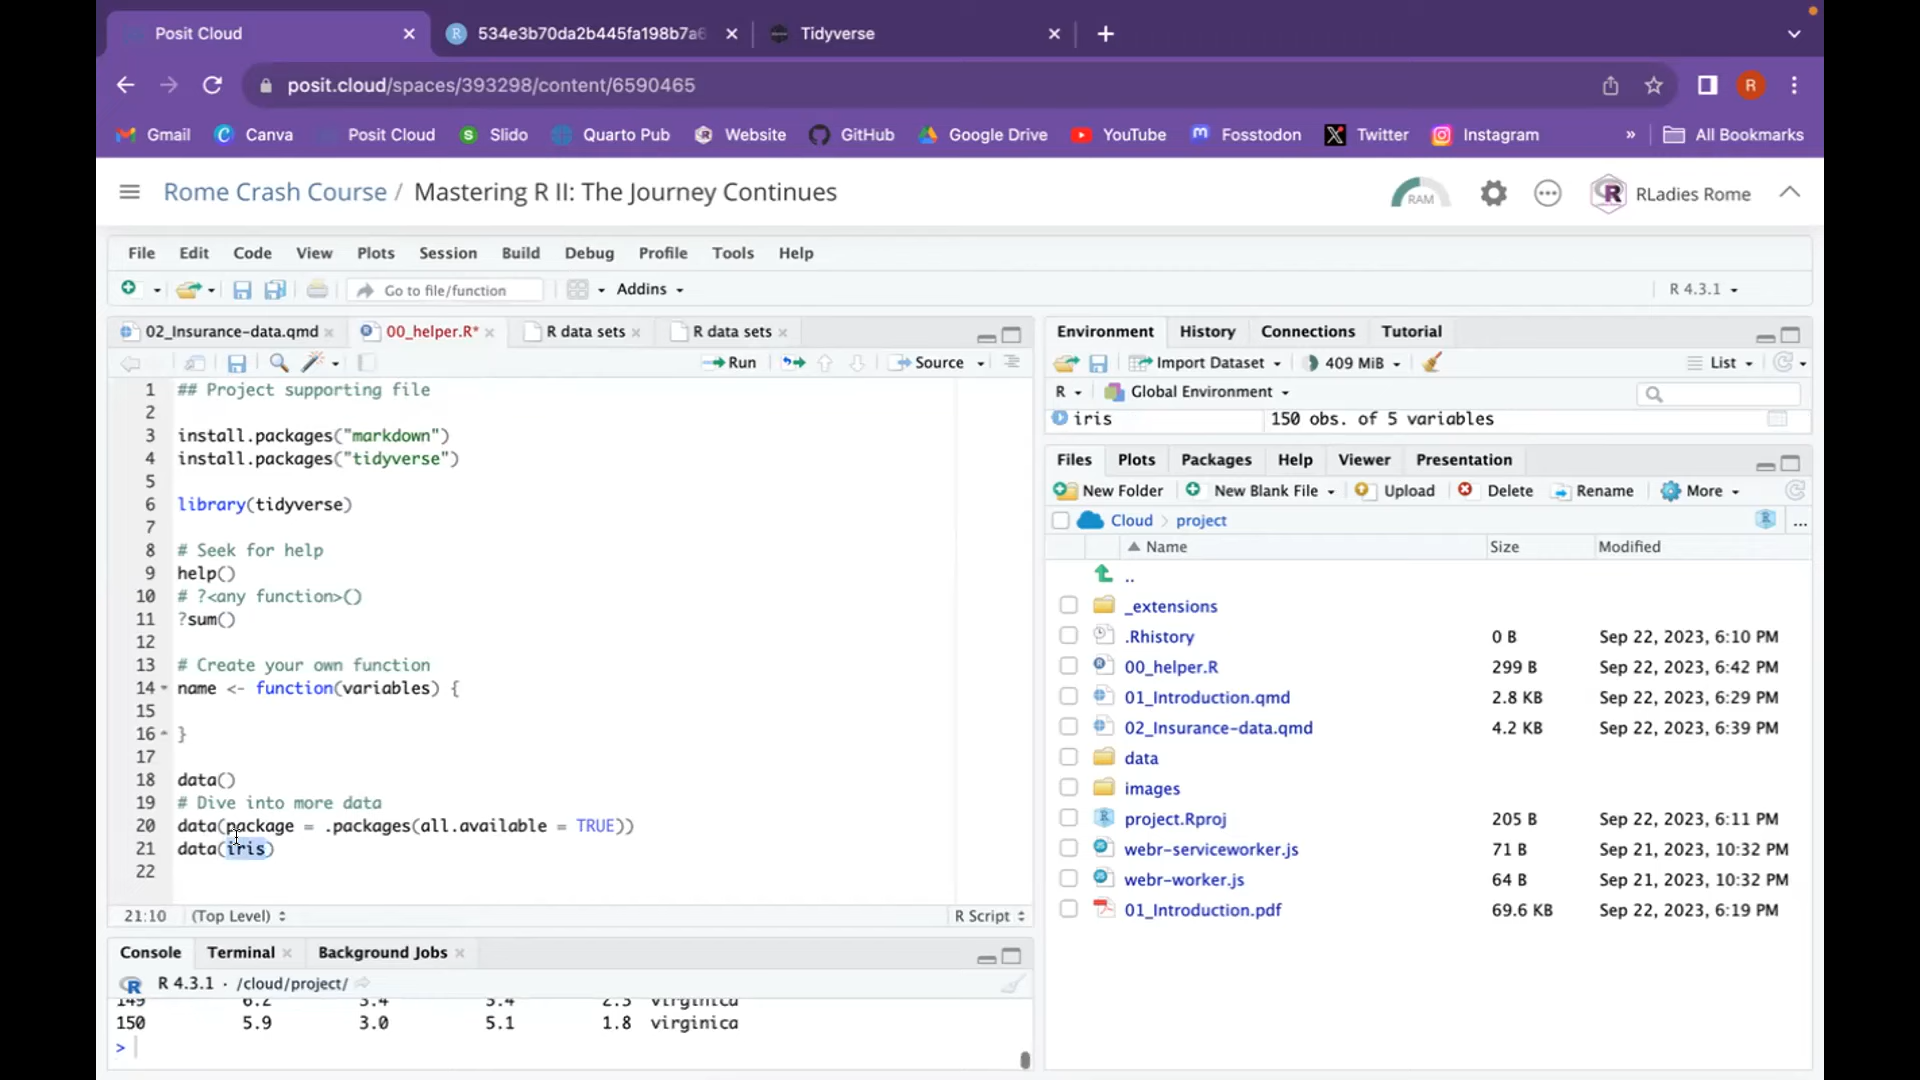 Posit Cloud
534e3b70da2b445fa198b7a6
Tidyverse
posit.cloud/spaces/393298/content/6590465
R
Gmail
Canva
Posit Cloud
Slido
Quarto Pub
Website
GitHub
Google Drive
YouTube
Fosstodon
Twitter
Instagram
» All Bookmarks
Rome Crash Course / Mastering R II: The Journey Continues
RAM
RLadies Rome
File Edit Code View Plots Session Build Debug Profile Tools Help
Go to file/function
Addins
R 4.3.1
02_Insurance-data.qmd
00_helper.R*
R data sets
R data sets
Run
Source
1 ## Project supporting file
2
3 install.packages("markdown")
4 install.packages("tidyverse")
5
6 library(tidyverse)
7
8 # Seek for help
9 help()
10 # ?<any function>()
11 ?sum()
12
13 # Create your own function
14 name <- function(variables) {
15
16 }
17
18 data()
19 # Dive into more data
20 data(package = .packages(all.available = TRUE))
21 data(iris)
22
21:10 (Top Level) R Script
Console Terminal Background Jobs
R 4.3.1 · /cloud/project/
149 6.2 3.4 5.4 2.3 virginica
150 5.9 3.0 5.1 1.8 virginica
>
Environment History Connections Tutorial
Import Dataset 409 MiB List
R Global Environment
iris 150 obs. of 5 variables
Files Plots Packages Help Viewer Presentation
New Folder New Blank File Upload Delete Rename More
Cloud project ...
Name Size Modified
..
_extensions
.Rhistory 0 B Sep 22, 2023, 6:10 PM
00_helper.R 299 B Sep 22, 2023, 6:42 PM
01_Introduction.qmd 2.8 KB Sep 22, 2023, 6:29 PM
02_Insurance-data.qmd 4.2 KB Sep 22, 2023, 6:39 PM
data
images
project.Rproj 205 B Sep 22, 2023, 6:11 PM
webr-serviceworker.js 71 B Sep 21, 2023, 10:32 PM
webr-worker.js 64 B Sep 21, 2023, 10:32 PM
01_Introduction.pdf 69.6 KB Sep 22, 2023, 6:19 PM